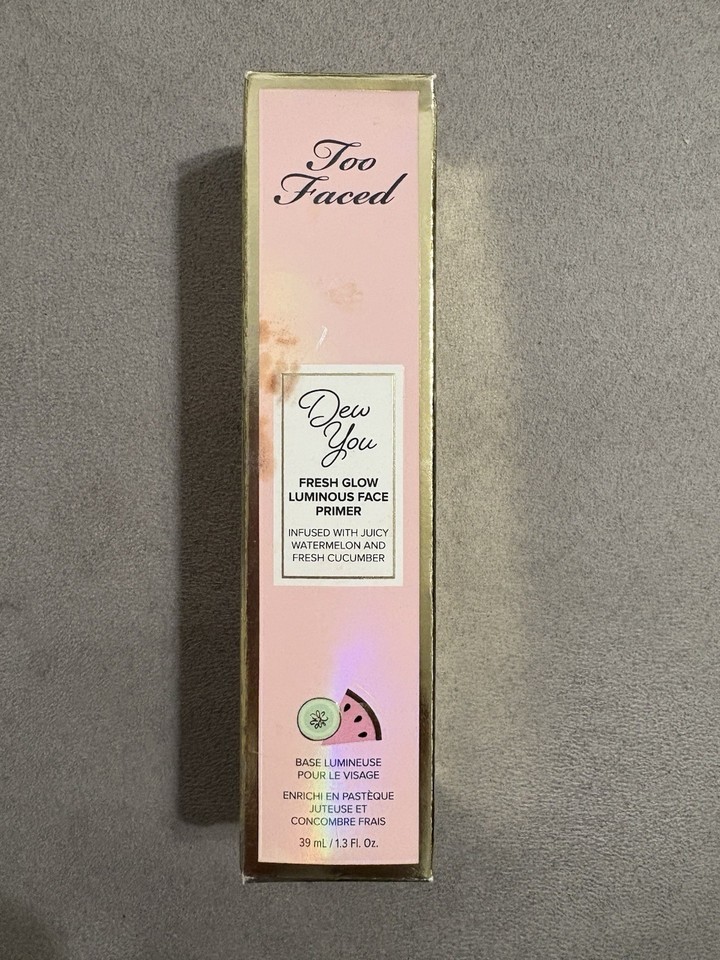 Too
Faced
Dew
You
FRESH GLOW
LUMINOUS FACE
PRIMER
INFUSED WITH JUICY
WATERMELON AND
FRESH CUCUMBER
BASE LUMINEUSE
POUR LE VISAGE
ENRICHI EN PASTÈQUE
JUTEUSE ET
CONCOMBRE FRAIS
39 mL / 1.3 Fl. Oz.